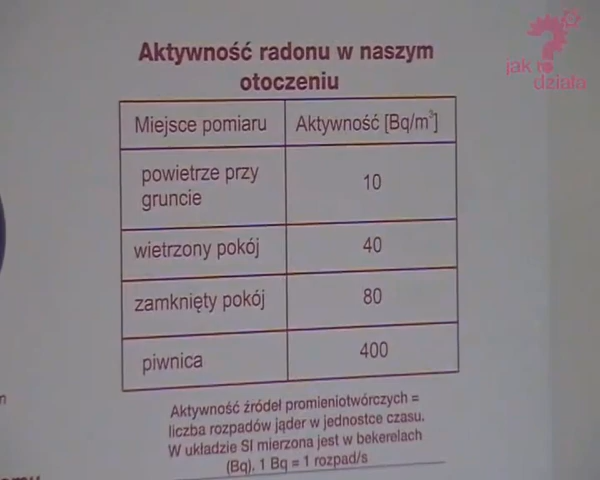 jak to
działa
Aktywność radonu w naszym
otoczeniu
Miejsce pomiaru Aktywność [Bq/m³]
powietrze przy
gruncie 10
wietrzony pokój 40
zamknięty pokój 80
piwnica 400
Aktywność źródeł promieniotwórczych =
liczba rozpadów jąder w jednostce czasu.
W układzie SI mierzona jest w bekerelach
(Bq). 1 Bq = 1 rozpad/s